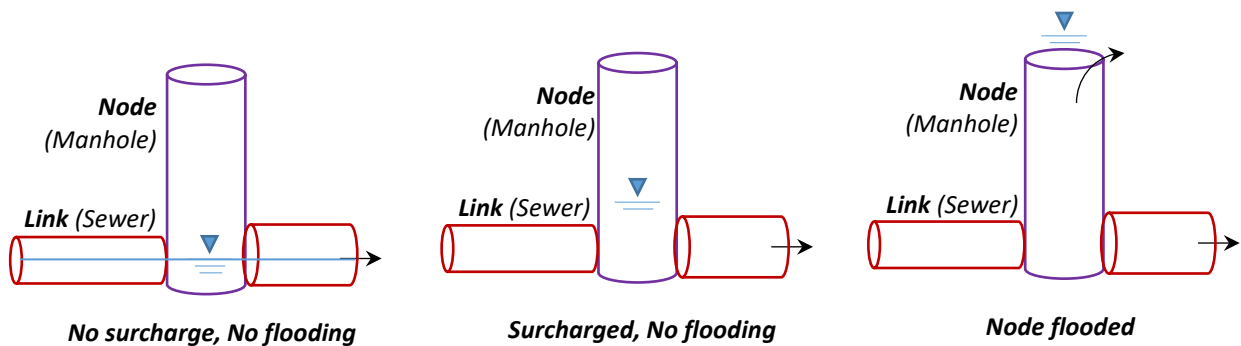 Node
(Manhole)
Link (Sewer)
No surcharge, No flooding
Node
(Manhole)
Link (Sewer)
Surcharged, No flooding
Node
(Manhole)
Link (Sewer)
Node flooded